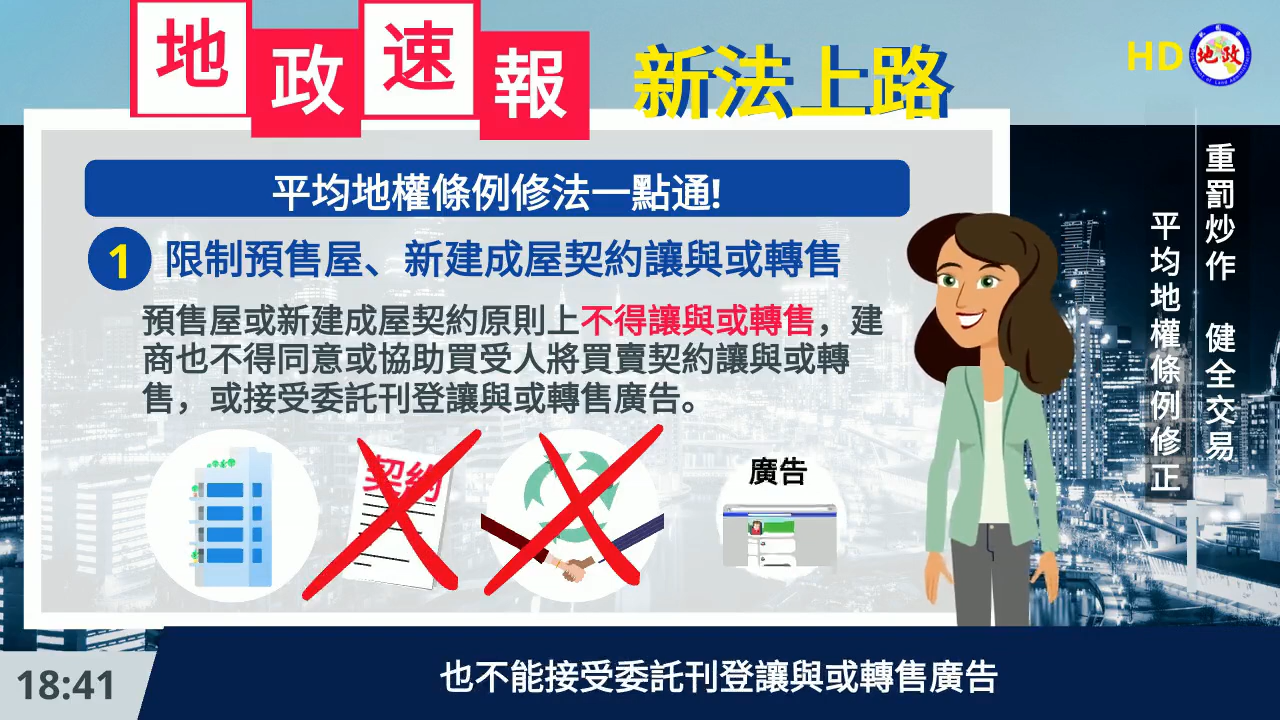 地政速報
新法上路
HD
地政
平均地權條例修法一點通!
1 限制預售屋、新建成屋契約讓與或轉售
預售屋或新建成屋契約原則上不得讓與或轉售，建
商也不得同意或協助買受人將買賣契約讓與或轉
售，或接受委託刊登讓與或轉售廣告。
契約
廣告
重罰炒作 健全交易
平均地權條例修正
18:41
也不能接受委託刊登讓與或轉售廣告